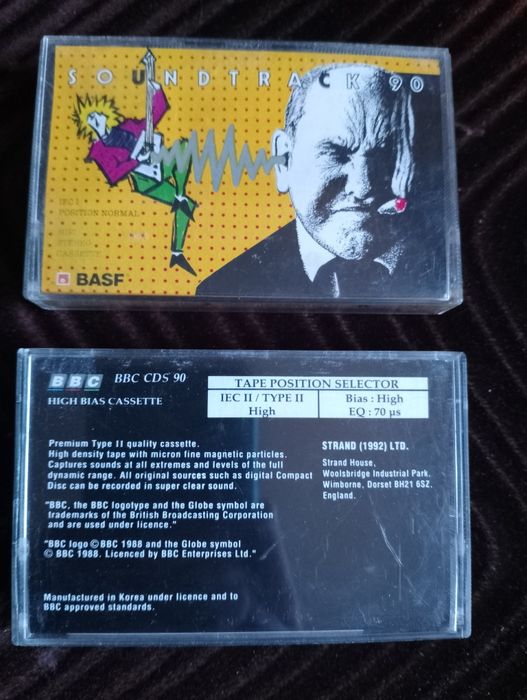 SOUNDTRACK 90
IEC I
POSITION NORMAL
STEREO
CASSETTE
BASF
BBC BBC CDS 90
HIGH BIAS CASSETTE
TAPE POSITION SELECTOR
IEC II / TYPE II Bias : High
High EQ : 70 µs
Premium Type II quality cassette.
High density tape with micron fine magnetic particles.
Captures sounds at all extremes and levels of the full
dynamic range. All original sources such as digital Compact
Disc can be recorded in super clear sound.
"BBC, the BBC logotype and the Globe symbol are
trademarks of the British Broadcasting Corporation
and are used under licence."
"BBC logo © BBC 1988 and the Globe symbol
© BBC 1988. Licenced by BBC Enterprises Ltd."
Manufactured in Korea under licence and to
BBC approved standards.
STRAND (1992) LTD.
Strand House,
Woolsbridge Industrial Park,
Wimborne, Dorset BH21 6SZ,
England.